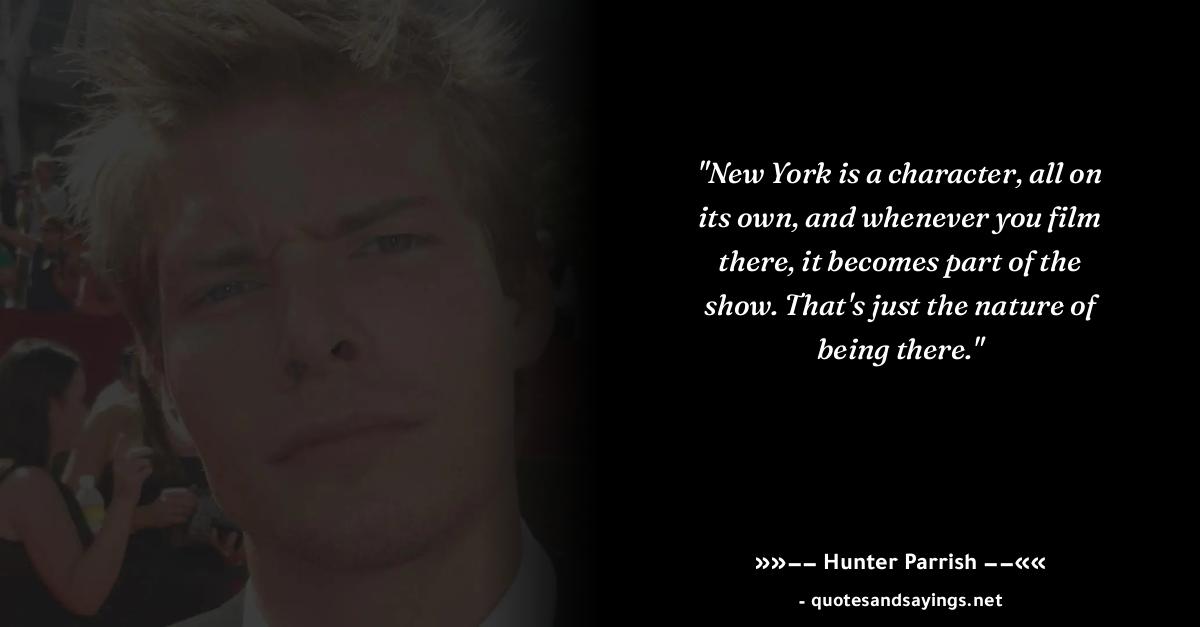 "New York is a character, all on
its own, and whenever you film
there, it becomes part of the
show. That's just the nature of
being there."
»»−− Hunter Parrish −−««
- quotesandsayings.net